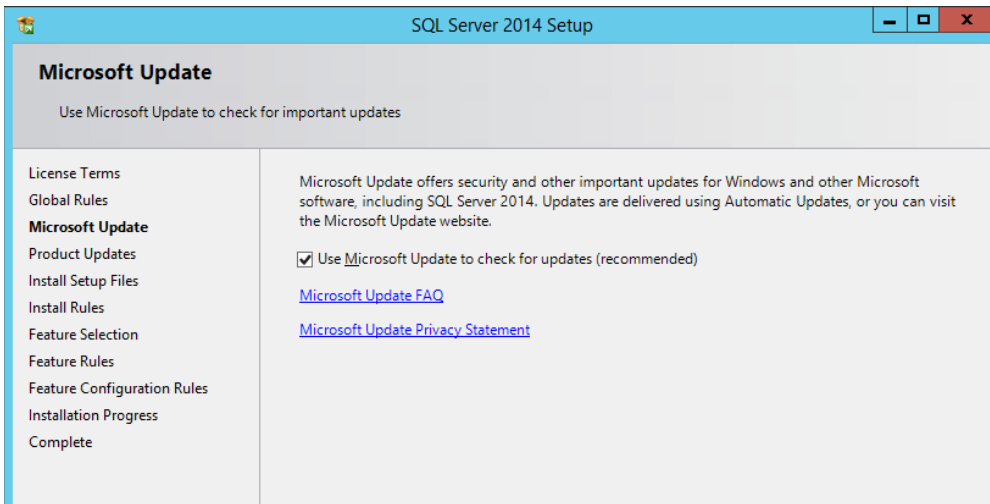 SQL Server 2014 Setup
Microsoft Update
Use Microsoft Update to check for important updates
License Terms
Global Rules
Microsoft Update
Product Updates
Install Setup Files
Install Rules
Feature Selection
Feature Rules
Feature Configuration Rules
Installation Progress
Complete
Microsoft Update offers security and other important updates for Windows and other Microsoft
software, including SQL Server 2014. Updates are delivered using Automatic Updates, or you can visit
the Microsoft Update website.
Use Microsoft Update to check for updates (recommended)
Microsoft Update FAQ
Microsoft Update Privacy Statement